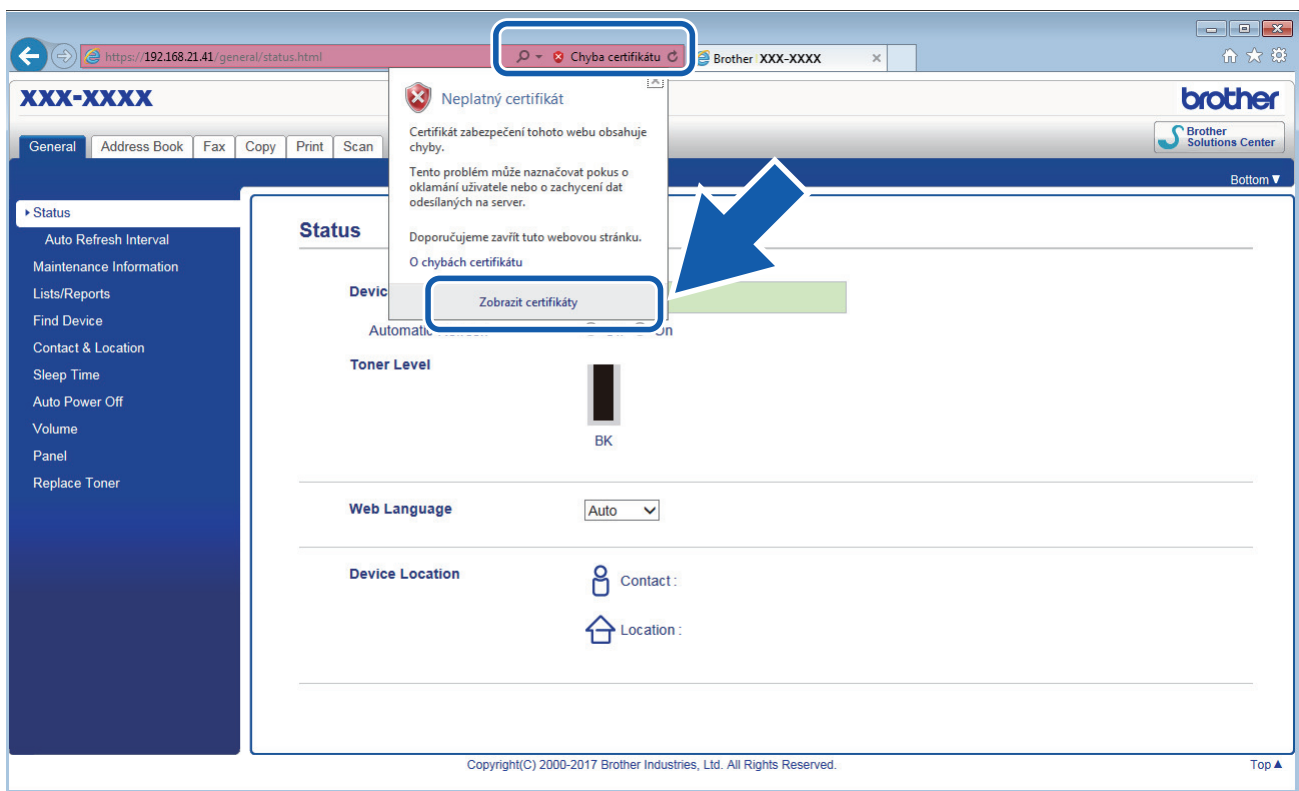 https://192.168.21.41/general/status.html
Chyba certifikátu
Brother XXX-XXXX
XXX-XXXX
brother
Neplatný certifikát
Certifikát zabezpečení tohoto webu obsahuje
chyby.
Tento problém může naznačovat pokus o
oklamání uživatele nebo o zachycení dat
odesílaných na server.
Doporučujeme zavřít tuto webovou stránku.
O chybách certifikátu
Zobrazit certifikáty
General
Address Book
Fax
Copy
Print
Scan
Brother
Solutions Center
Bottom▼
Status
Auto Refresh Interval
Maintenance Information
Lists/Reports
Find Device
Contact & Location
Sleep Time
Auto Power Off
Volume
Panel
Replace Toner
Status
On
Toner Level
BK
Web Language
Auto
Device Location
Contact :
Location :
Copyright(C) 2000-2017 Brother Industries, Ltd. All Rights Reserved.
Top▲